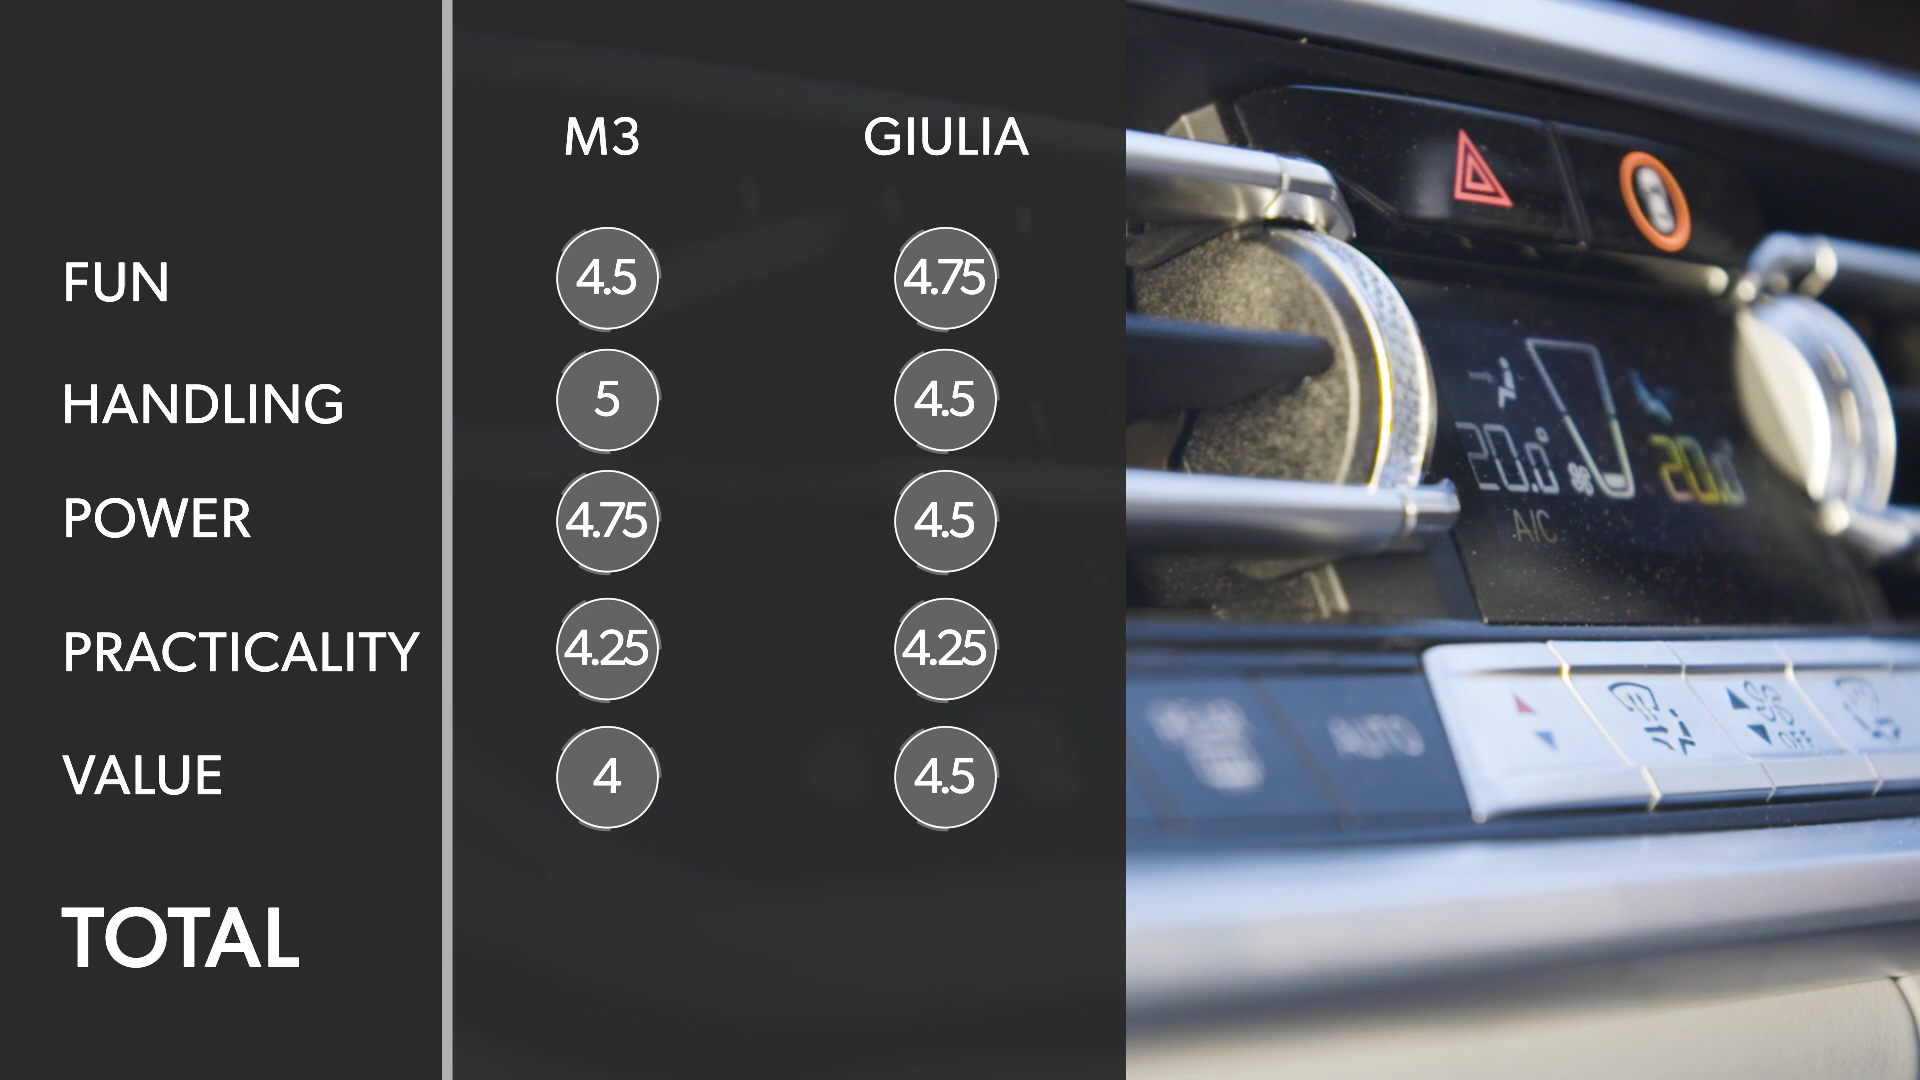 M3 GIULIA
FUN 4.5 4.75
HANDLING 5 4.5
POWER 4.75 4.5
PRACTICALITY 4.25 4.25
VALUE 4 4.5
TOTAL
20.0° 20.0
A/C
REAR
AUTO
OFF